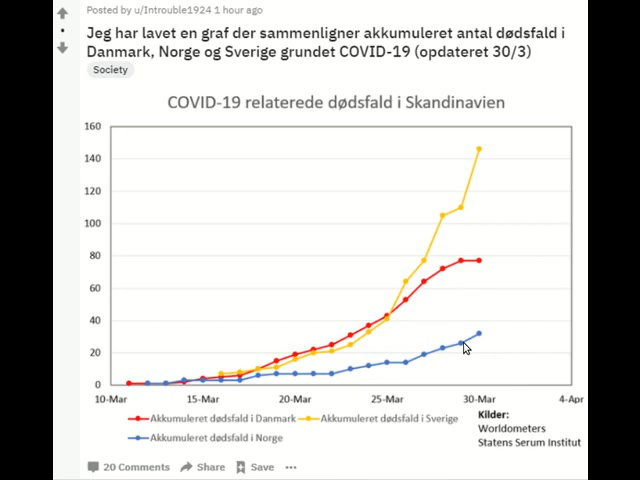 Posted by u/Introuble1924 1 hour ago
Jeg har lavet en graf der sammenligner akkumuleret antal dødsfald i
Danmark, Norge og Sverige grundet COVID-19 (opdateret 30/3)
Society
COVID-19 relaterede dødsfald i Skandinavien
160
140
120
100
80
60
40
20
0
10-Mar 15-Mar 20-Mar 25-Mar 30-Mar 4-Apr
Akkumuleret dødsfald i Danmark Akkumuleret dødsfald i Sverige
Akkumuleret dødsfald i Norge
Kilder:
Worldometers
Statens Serum Institut
20 Comments Share Save ...